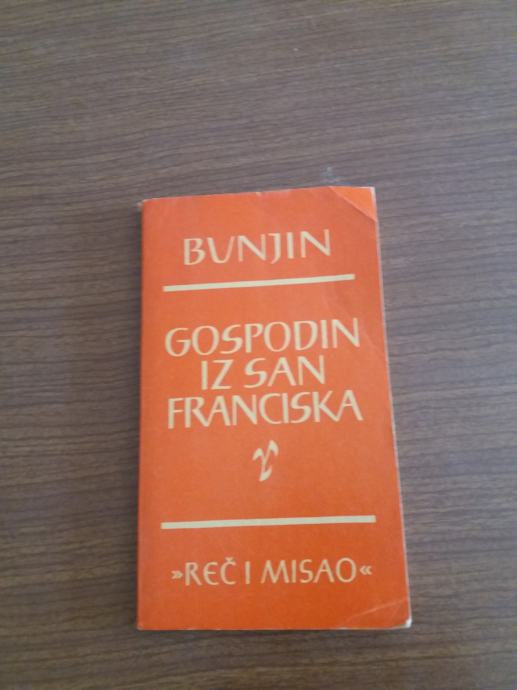 BUNJIN
GOSPODIN
IZ SAN
FRANCISKA
»REČ I MISAO«